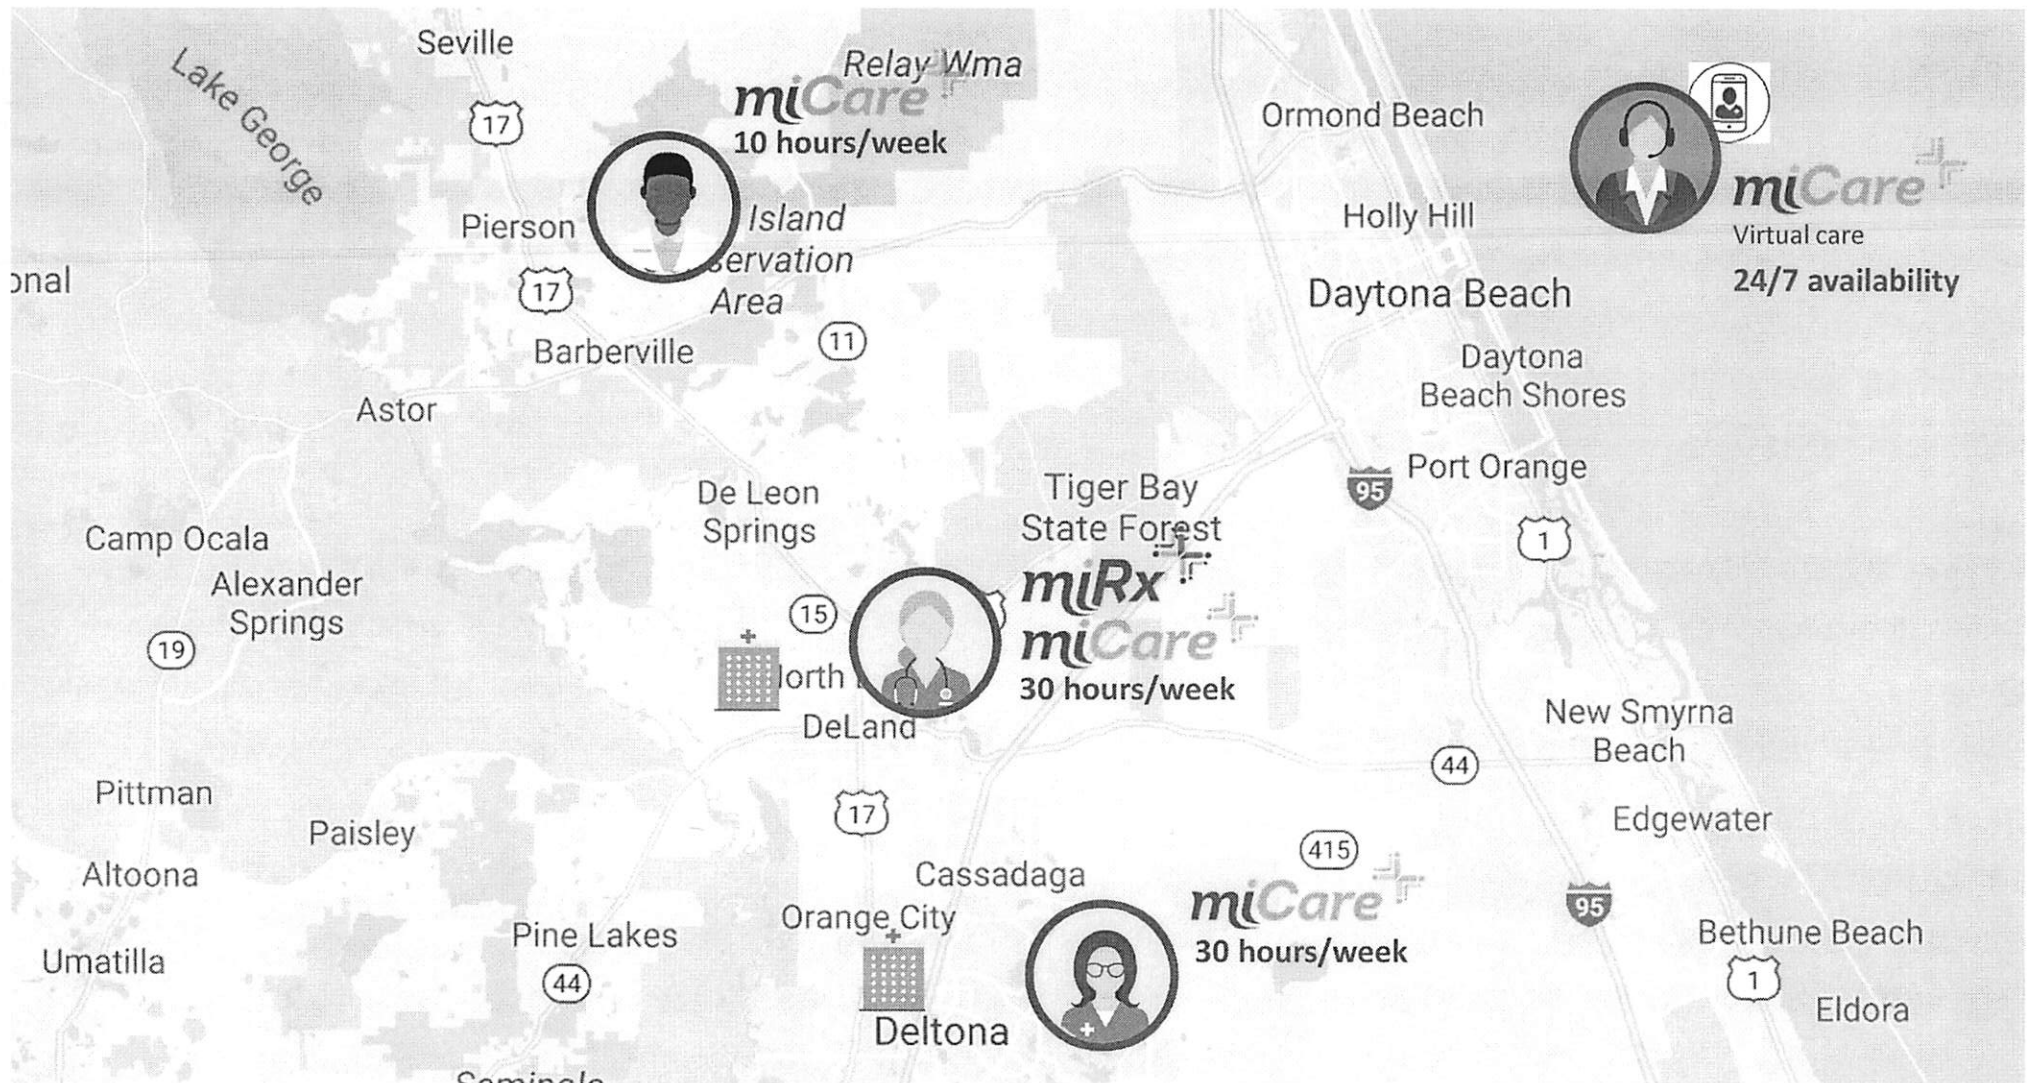 Seville
Relay Wma
Lake George
17
miCare
10 hours/week
Ormond Beach
miCare
Virtual care
24/7 availability
Pierson
Island
servation
Area
Holly Hill
onal
17
Daytona Beach
Barberville
11
Daytona
Beach Shores
Astor
95
Port Orange
De Leon
Springs
Tiger Bay
State Forest
1
Camp Ocala
Alexander
Springs
miRx
miCare
30 hours/week
15
19
orth
DeLand
New Smyrna
Beach
44
Pittman
17
Edgewater
Paisley
415
Altoona
Cassadaga
miCare
30 hours/week
95
Orange City
Pine Lakes
Bethune Beach
Umatilla
44
1
Eldora
Deltona